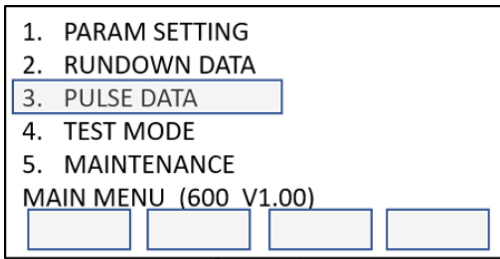 1. PARAM SETTING
2. RUNDOWN DATA
3. PULSE DATA
4. TEST MODE
5. MAINTENANCE
MAIN MENU (600 V1.00)